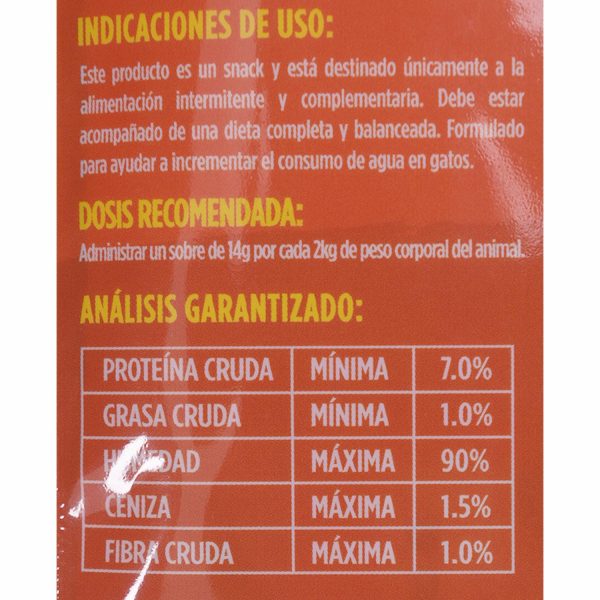 INDICACIONES DE USO:
Este producto es un snack y está destinado únicamente a la
alimentación intermitente y complementaria. Debe estar
acompañado de una dieta completa y balanceada. Formulado
para ayudar a incrementar el consumo de agua en gatos.
DOSIS RECOMENDADA:
Administrar un sobre de 14g por cada 2kg de peso corporal del animal.
ANÁLISIS GARANTIZADO:
PROTEÍNA CRUDA MÍNIMA 7.0%
GRASA CRUDA MÍNIMA 1.0%
HUMEDAD MÁXIMA 90%
CENIZA MÁXIMA 1.5%
FIBRA CRUDA MÁXIMA 1.0%